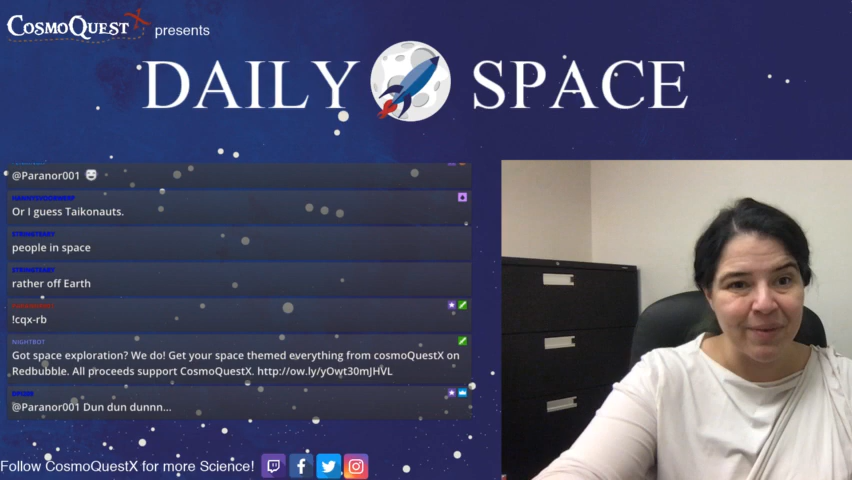 COSMOQUEST X presents
DAILY SPACE
@Paranor001
Or I guess Taikonauts.
people in space
rather off Earth
!cqx-rb
NIGHTBOT
Got space exploration? We do! Get your space themed everything from cosmoQuestX on
Redbubble. All proceeds support CosmoQuestX. http://ow.ly/yOwt30mJHVL
@Paranor001 Dun dun dunnn...
Follow CosmoQuestX for more Science!